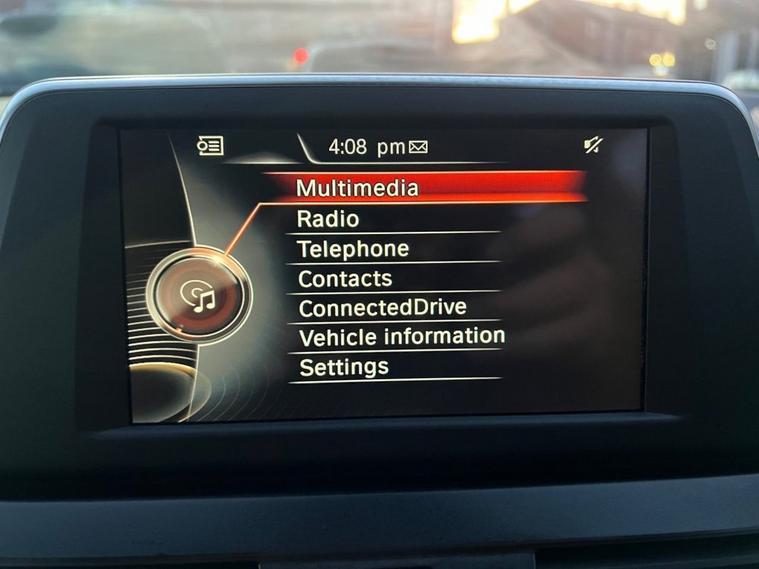 4:08 pm
Multimedia
Radio
Telephone
Contacts
ConnectedDrive
Vehicle information
Settings